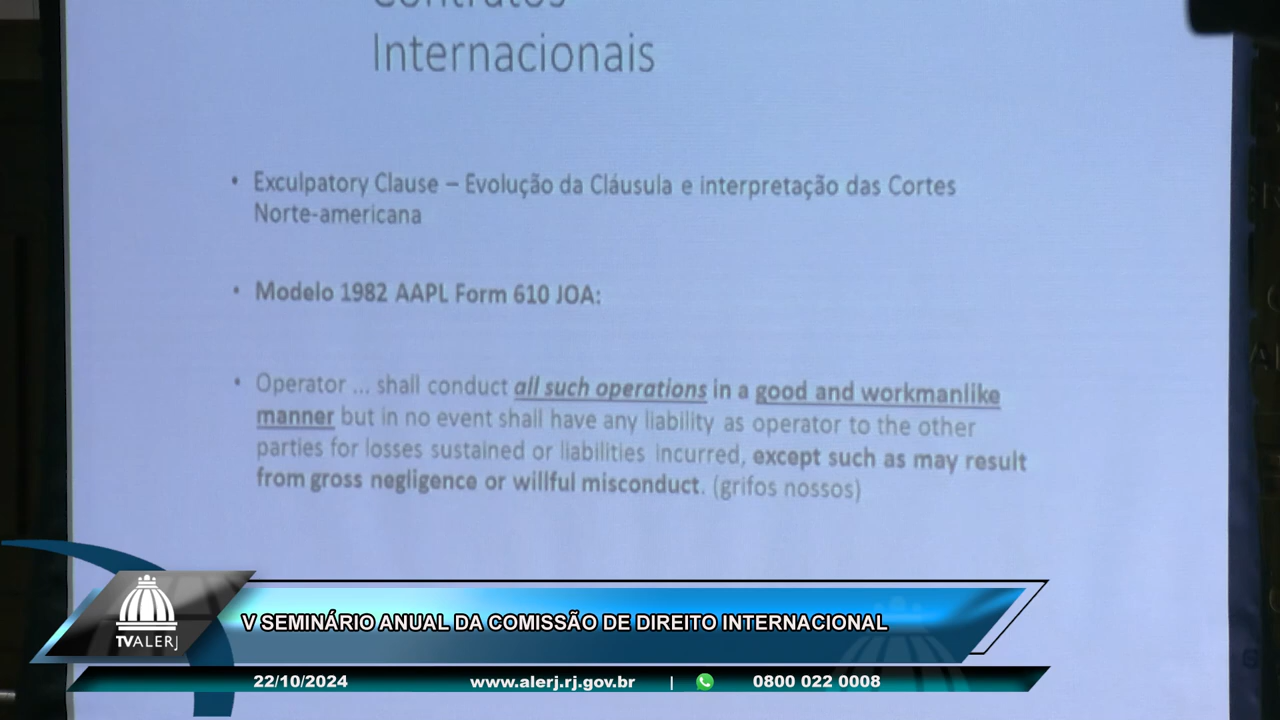 Contratos
Internacionais
• Exculpatory Clause – Evolução da Cláusula e interpretação das Cortes
Norte-americana
• Modelo 1982 AAPL Form 610 JOA:
• Operator ... shall conduct all such operations in a good and workmanlike
manner but in no event shall have any liability as operator to the other
parties for losses sustained or liabilities incurred, except such as may result
from gross negligence or willful misconduct. (grifos nossos)
V SEMINÁRIO ANUAL DA COMISSÃO DE DIREITO INTERNACIONAL
TVALERJ
22/10/2024 www.alerj.rj.gov.br | 0800 022 0008